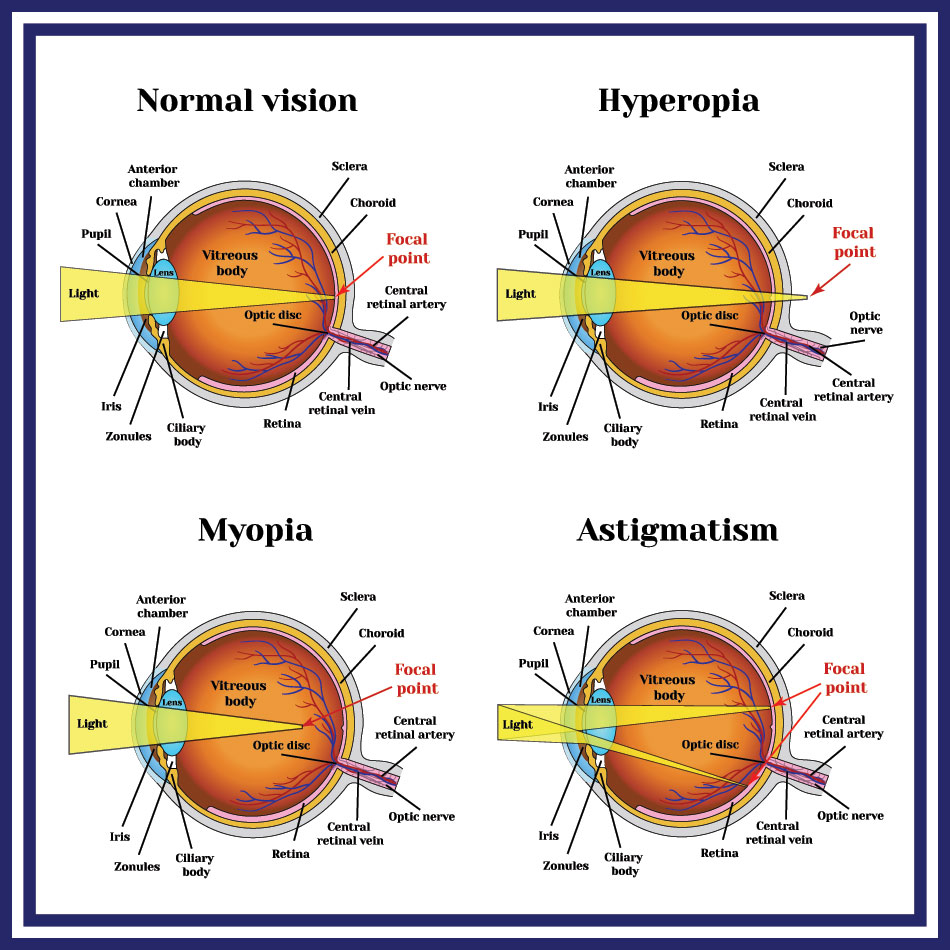 Normal vision
Sclera
Anterior
chamber
Cornea
Choroid
Pupil
Focal
point
Vitreous
body
Lens
Light
Central
retinal artery
Optic disc
Optic nerve
Central
retinal vein
Iris
Retina
Ciliary
body
Zonules
Hyperopia
Sclera
Anterior
chamber
Cornea
Choroid
Pupil
Focal
point
Vitreous
body
Lens
Light
Optic disc
Optic
nerve
Central
retinal artery
Central
retinal vein
Iris
Retina
Ciliary
body
Zonules
Myopia
Sclera
Anterior
chamber
Cornea
Choroid
Pupil
Focal
point
Vitreous
body
Lens
Light
Central
retinal artery
Optic disc
Optic nerve
Central
retinal vein
Iris
Retina
Ciliary
body
Zonules
Astigmatism
Sclera
Anterior
chamber
Cornea
Choroid
Pupil
Focal
point
Vitreous
body
Lens
Light
Central
retinal artery
Optic disc
Optic nerve
Central
retinal vein
Iris
Retina
Ciliary
body
Zonules